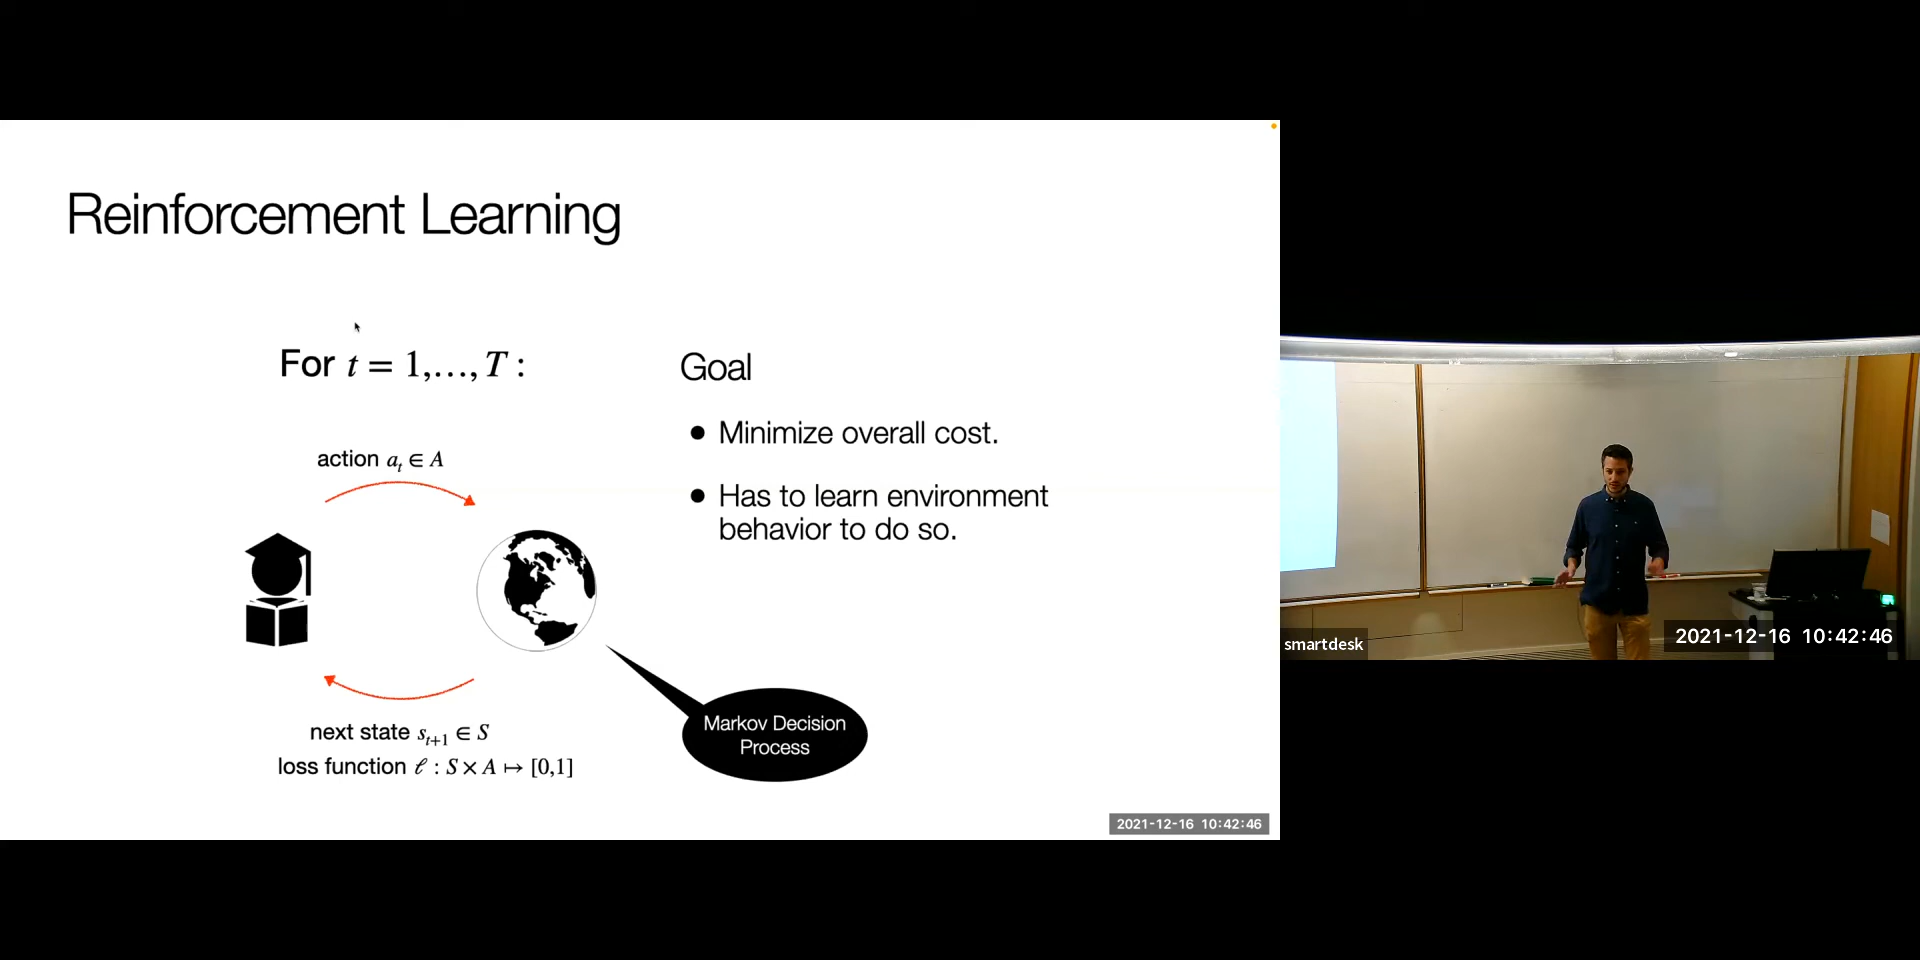 Reinforcement Learning
For t = 1,…, T :
action aₜ ∈ A
next state sₜ₊₁ ∈ S
loss function ℓ : S × A ↦ [0,1]
Goal
● Minimize overall cost.
● Has to learn environment
behavior to do so.
Markov Decision
Process
2021-12-16 10:42:46
smartdesk
2021-12-16 10:42:46